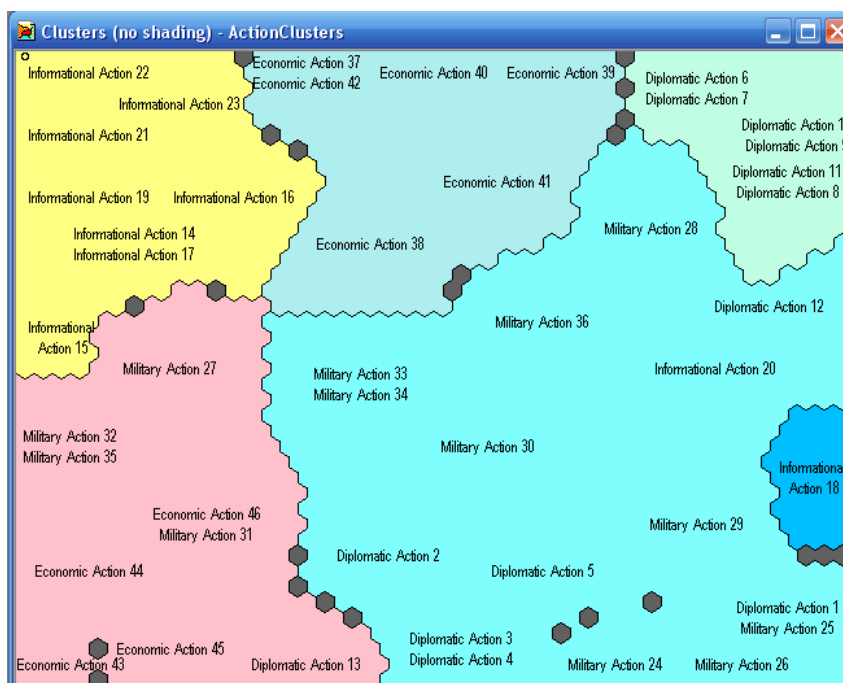 Clusters (no shading) - ActionClusters
Informational Action 22
Economic Action 37
Economic Action 42
Economic Action 40
Economic Action 39
Diplomatic Action 6
Diplomatic Action 7
Informational Action 23
Informational Action 21
Diplomatic Action 1
Diplomatic Action
Economic Action 41
Diplomatic Action 11
Diplomatic Action 8
Informational Action 19
Informational Action 16
Informational Action 14
Informational Action 17
Economic Action 38
Military Action 28
Diplomatic Action 12
Military Action 36
Informational
Action 15
Military Action 27
Military Action 33
Military Action 34
Informational Action 20
Military Action 32
Military Action 35
Military Action 30
Informationa
Action 18
Economic Action 46
Military Action 31
Military Action 29
Diplomatic Action 2
Economic Action 44
Diplomatic Action 5
Diplomatic Action 1
Military Action 25
Economic Action 45
Diplomatic Action 3
Diplomatic Action 4
Economic Action 43
Diplomatic Action 13
Military Action 24
Military Action 26